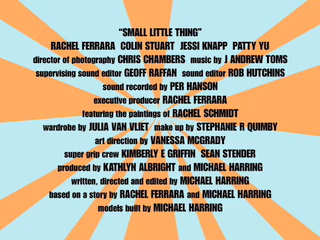 "SMALL LITTLE THING"
RACHEL FERRARA COLIN STUART JESSI KNAPP PATTY YU
director of photography CHRIS CHAMBERS music by J ANDREW TOMS
supervising sound editor GEOFF RAFFAN sound editor ROB HUTCHINS
sound recorded by PER HANSON
executive producer RACHEL FERRARA
featuring the paintings of RACHEL SCHMIDT
wardrobe by JULIA VAN VLIET make up by STEPHANIE R QUIMBY
art direction by VANESSA MCGRADY
super grip crew KIMBERLY E GRIFFIN SEAN STENDER
produced by KATHLYN ALBRIGHT and MICHAEL HARRING
written, directed and edited by MICHAEL HARRING
based on a story by RACHEL FERRARA and MICHAEL HARRING
models built by MICHAEL HARRING